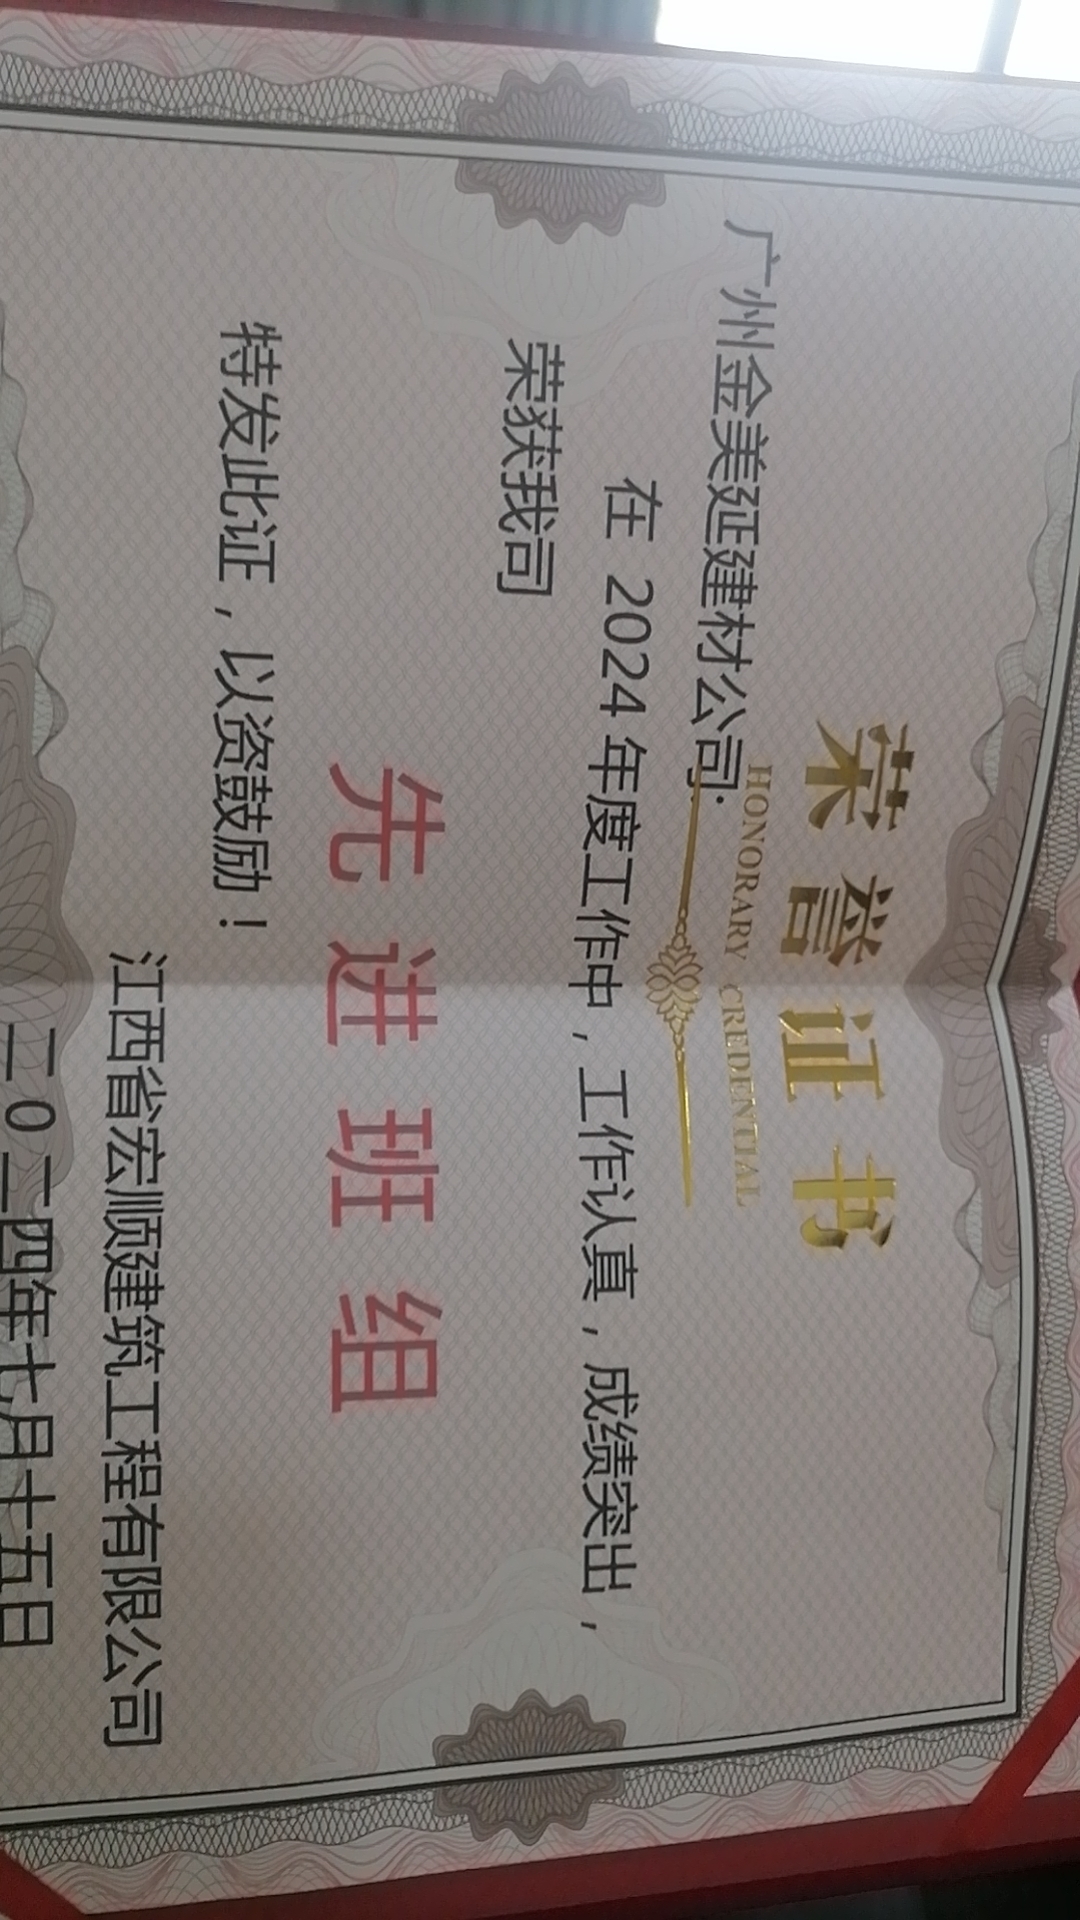 荣誉证书
HONORARY CREDENTIAL
广州金美延建材公司:
在 2024 年度工作中，工作认真，成绩突出，
荣获我司
先进班组
特发此证，以资鼓励！
江西省宏顺建筑工程有限公司
二0二四年七月十五日